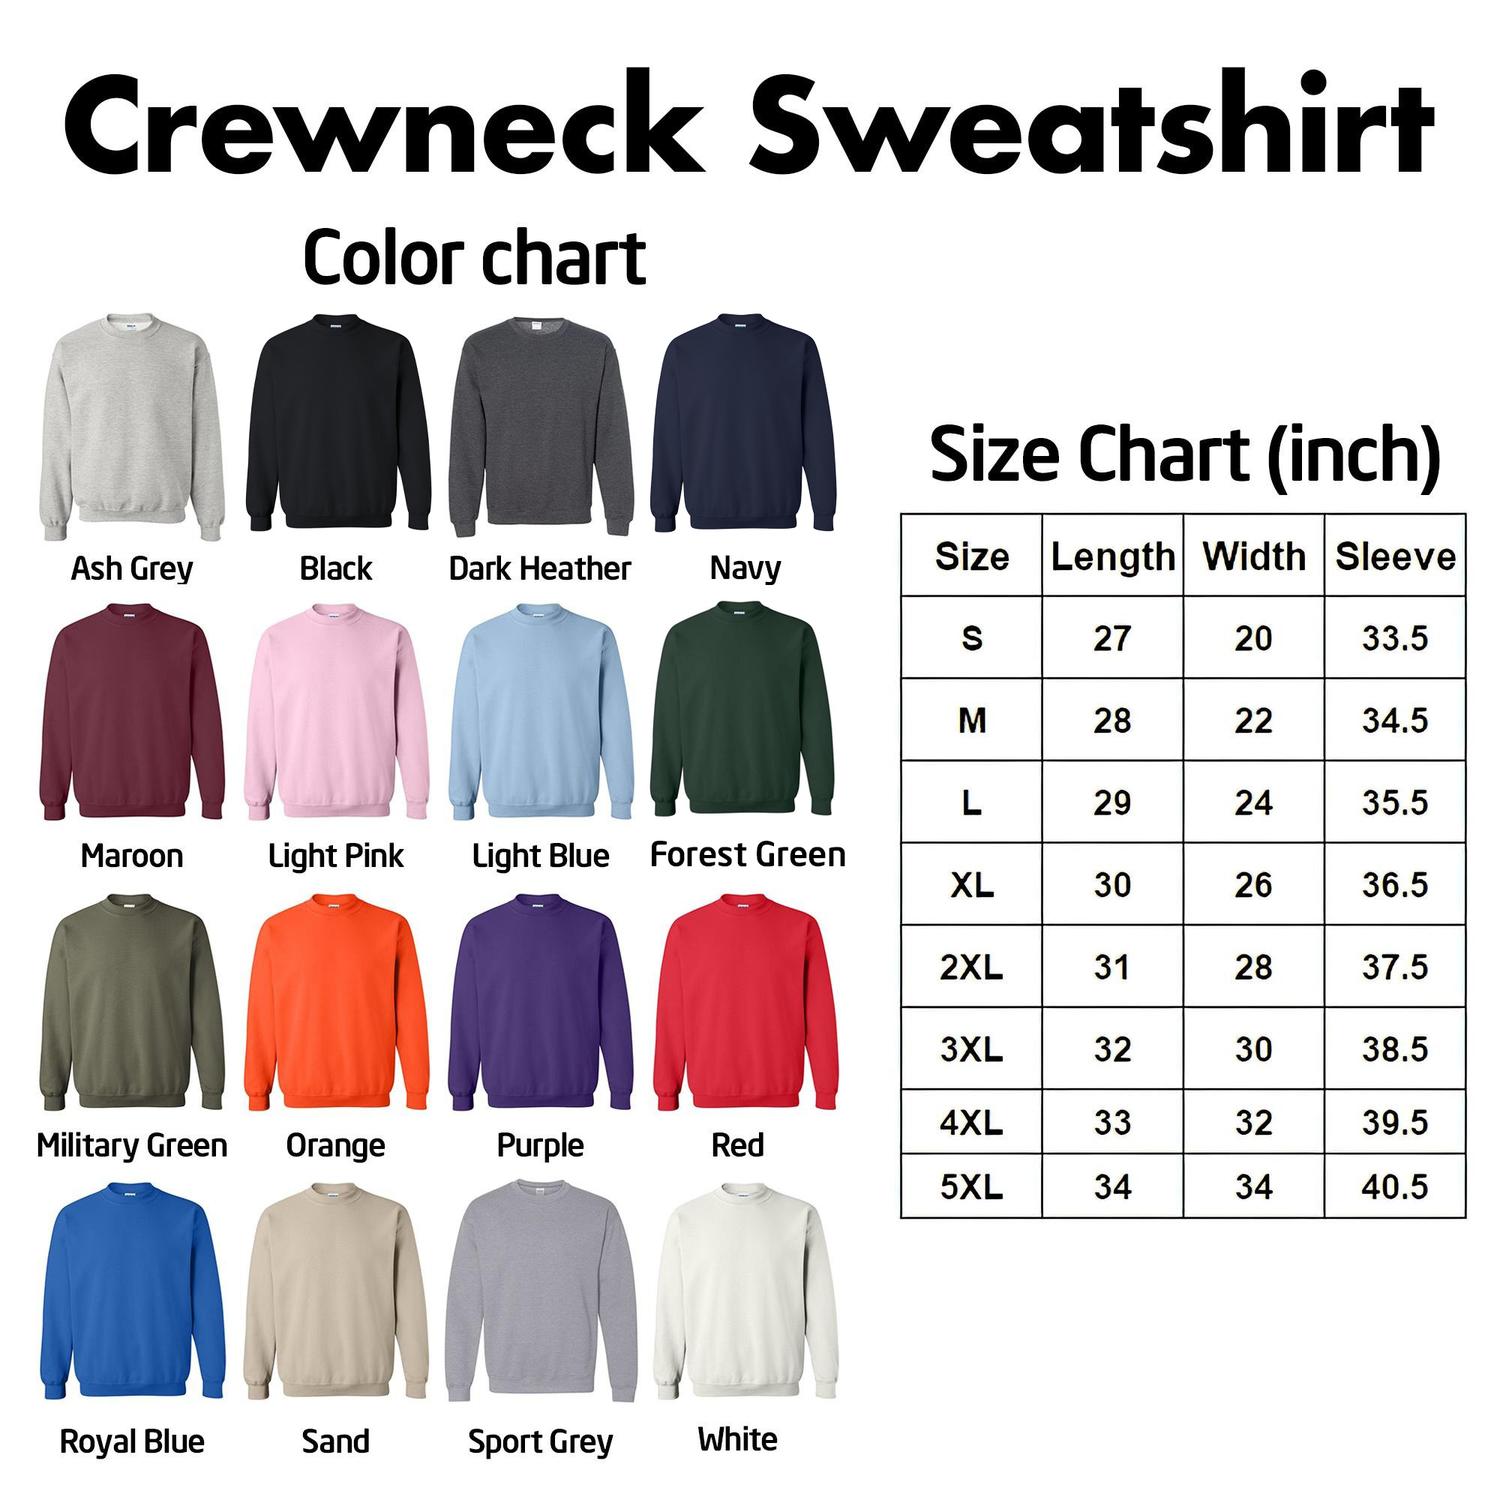 Crewneck Sweatshirt
Color chart
Ash Grey Black Dark Heather Navy
Maroon Light Pink Light Blue Forest Green
Military Green Orange Purple Red
Royal Blue Sand Sport Grey White
Size Chart (inch)
Size Length Width Sleeve
S 27 20 33.5
M 28 22 34.5
L 29 24 35.5
XL 30 26 36.5
2XL 31 28 37.5
3XL 32 30 38.5
4XL 33 32 39.5
5XL 34 34 40.5